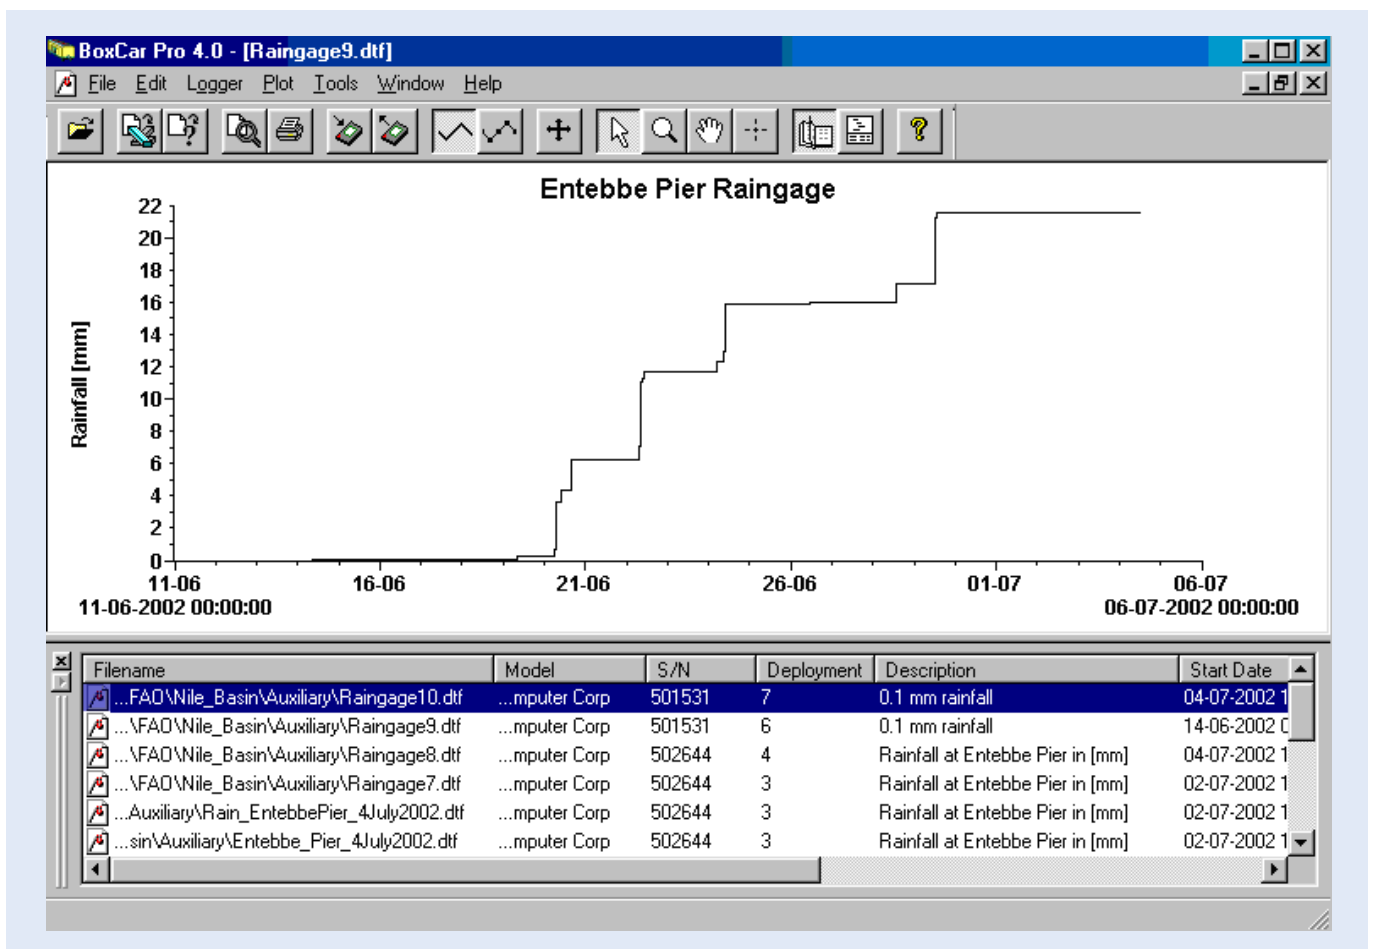 BoxCar Pro 4.0 - [Raingage9.dtf]
File Edit Logger Plot Tools Window Help
Entebbe Pier Raingage
Rainfall [mm]
22
20
18
16
14
12
10
8
6
4
2
0
11-06 16-06 21-06 26-06 01-07 06-07
11-06-2002 00:00:00 06-07-2002 00:00:00
Filename Model S/N Deployment Description Start Date
...FAO\Nile_Basin\Auxiliary\Raingage10.dtf ...mputer Corp 501531 7 0.1 mm rainfall 04-07-2002 1
...\FAO\Nile_Basin\Auxiliary\Raingage9.dtf ...mputer Corp 501531 6 0.1 mm rainfall 14-06-2002 0
...\FAO\Nile_Basin\Auxiliary\Raingage8.dtf ...mputer Corp 502644 4 Rainfall at Entebbe Pier in [mm] 04-07-2002 1
...\FAO\Nile_Basin\Auxiliary\Raingage7.dtf ...mputer Corp 502644 3 Rainfall at Entebbe Pier in [mm] 02-07-2002 1
...Auxiliary\Rain_EntebbePier_4July2002.dtf ...mputer Corp 502644 3 Rainfall at Entebbe Pier in [mm] 02-07-2002 1
...sin\Auxiliary\Entebbe_Pier_4July2002.dtf ...mputer Corp 502644 3 Rainfall at Entebbe Pier in [mm] 02-07-2002 1